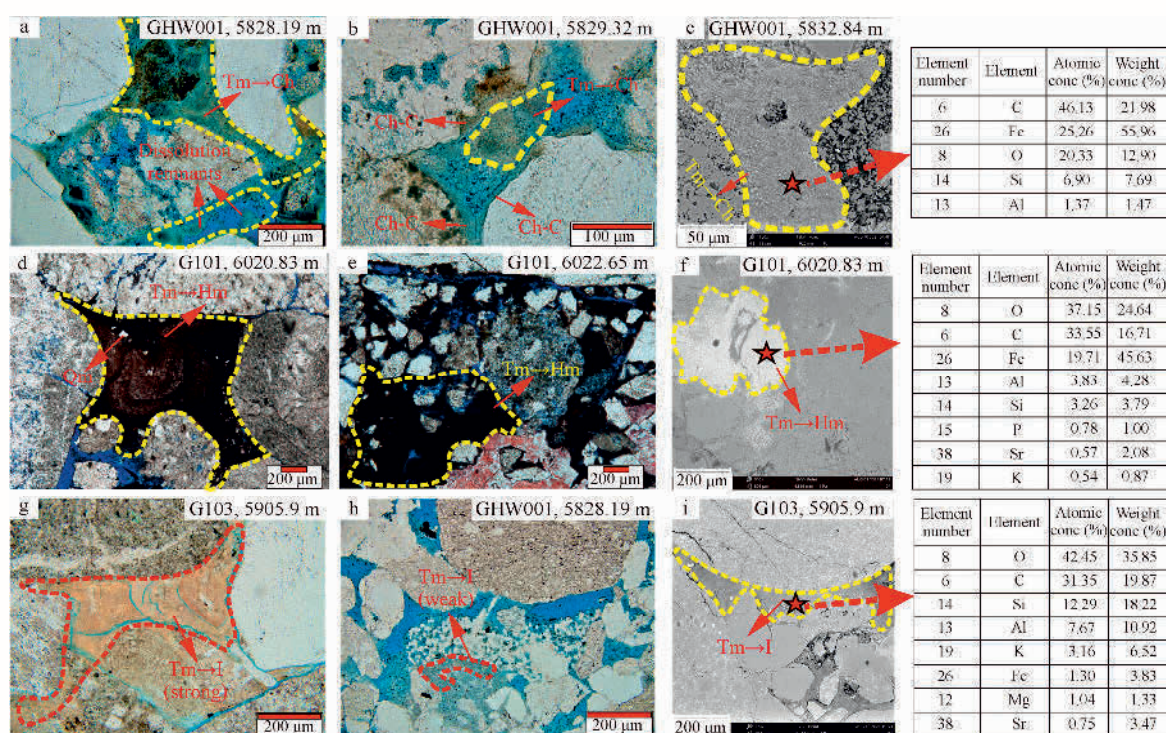 a GHW001, 5828.19 m
Tm→Ch
Dissolution
remnants
200 μm
b GHW001, 5829.32 m
Tm→Ch
Ch-C
Ch-C
Ch-C
100 μm
c GHW001, 5832.84 m
Tm→Ch
50 μm
Element number Element Atomic conc (%) Weight conc (%)
6 C 46.13 21.98
26 Fe 25.26 55.96
8 O 20.33 12.90
14 Si 6.90 7.69
13 Al 1.37 1.47
d G101, 6020.83 m
Tm→Hm
200 μm
e G101, 6022.65 m
Tm→Hm
200 μm
f G101, 6020.83 m
Tm→Hm
200 μm
Element number Element Atomic conc (%) Weight conc (%)
8 O 37.15 24.64
6 C 33.55 16.71
26 Fe 19.71 45.63
13 Al 3.83 4.28
14 Si 3.26 3.79
15 P 0.78 1.00
38 Sr 0.57 2.08
19 K 0.54 0.87
g G103, 5905.9 m
Tm→I
(strong)
200 μm
h GHW001, 5828.19 m
Tm→I
(weak)
200 μm
i G103, 5905.9 m
Tm→I
200 μm
Element number Element Atomic conc (%) Weight conc (%)
8 O 42.45 35.85
6 C 31.35 19.87
14 Si 12.29 18.22
13 Al 7.67 10.92
19 K 3.16 6.52
26 Fe 1.30 3.83
12 Mg 1.04 1.33
38 Sr 0.75 3.47